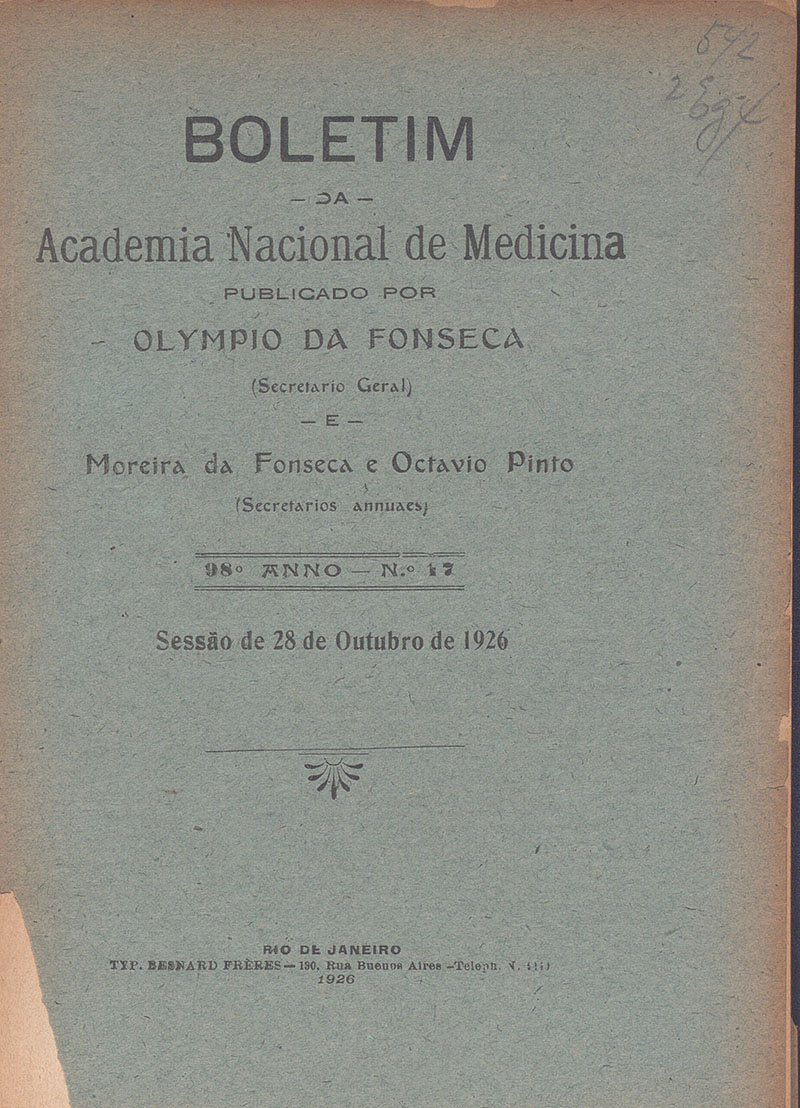 542
BOLETIM
— DA —
Academia Nacional de Medicina
PUBLICADO POR
OLYMPIO DA FONSECA
(Secretario Geral)
— E —
Moreira da Fonseca e Octavio Pinto
(Secretarios annuaes)
98º ANNO — N.º 17
Sessão de 28 de Outubro de 1926
RIO DE JANEIRO
TYP. BESNARD FRÈRES — 130, Rua Buenos Aires — Teleph. N.
1926